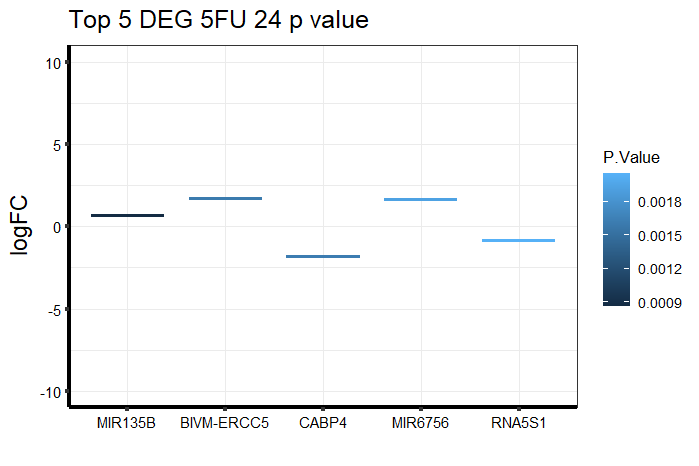 Top 5 DEG 5FU 24 p value
10
5
0
-5
-10
logFC
MIR135B BIVM-ERCC5 CABP4 MIR6756 RNA5S1
P.Value
0.0018
0.0015
0.0012
0.0009